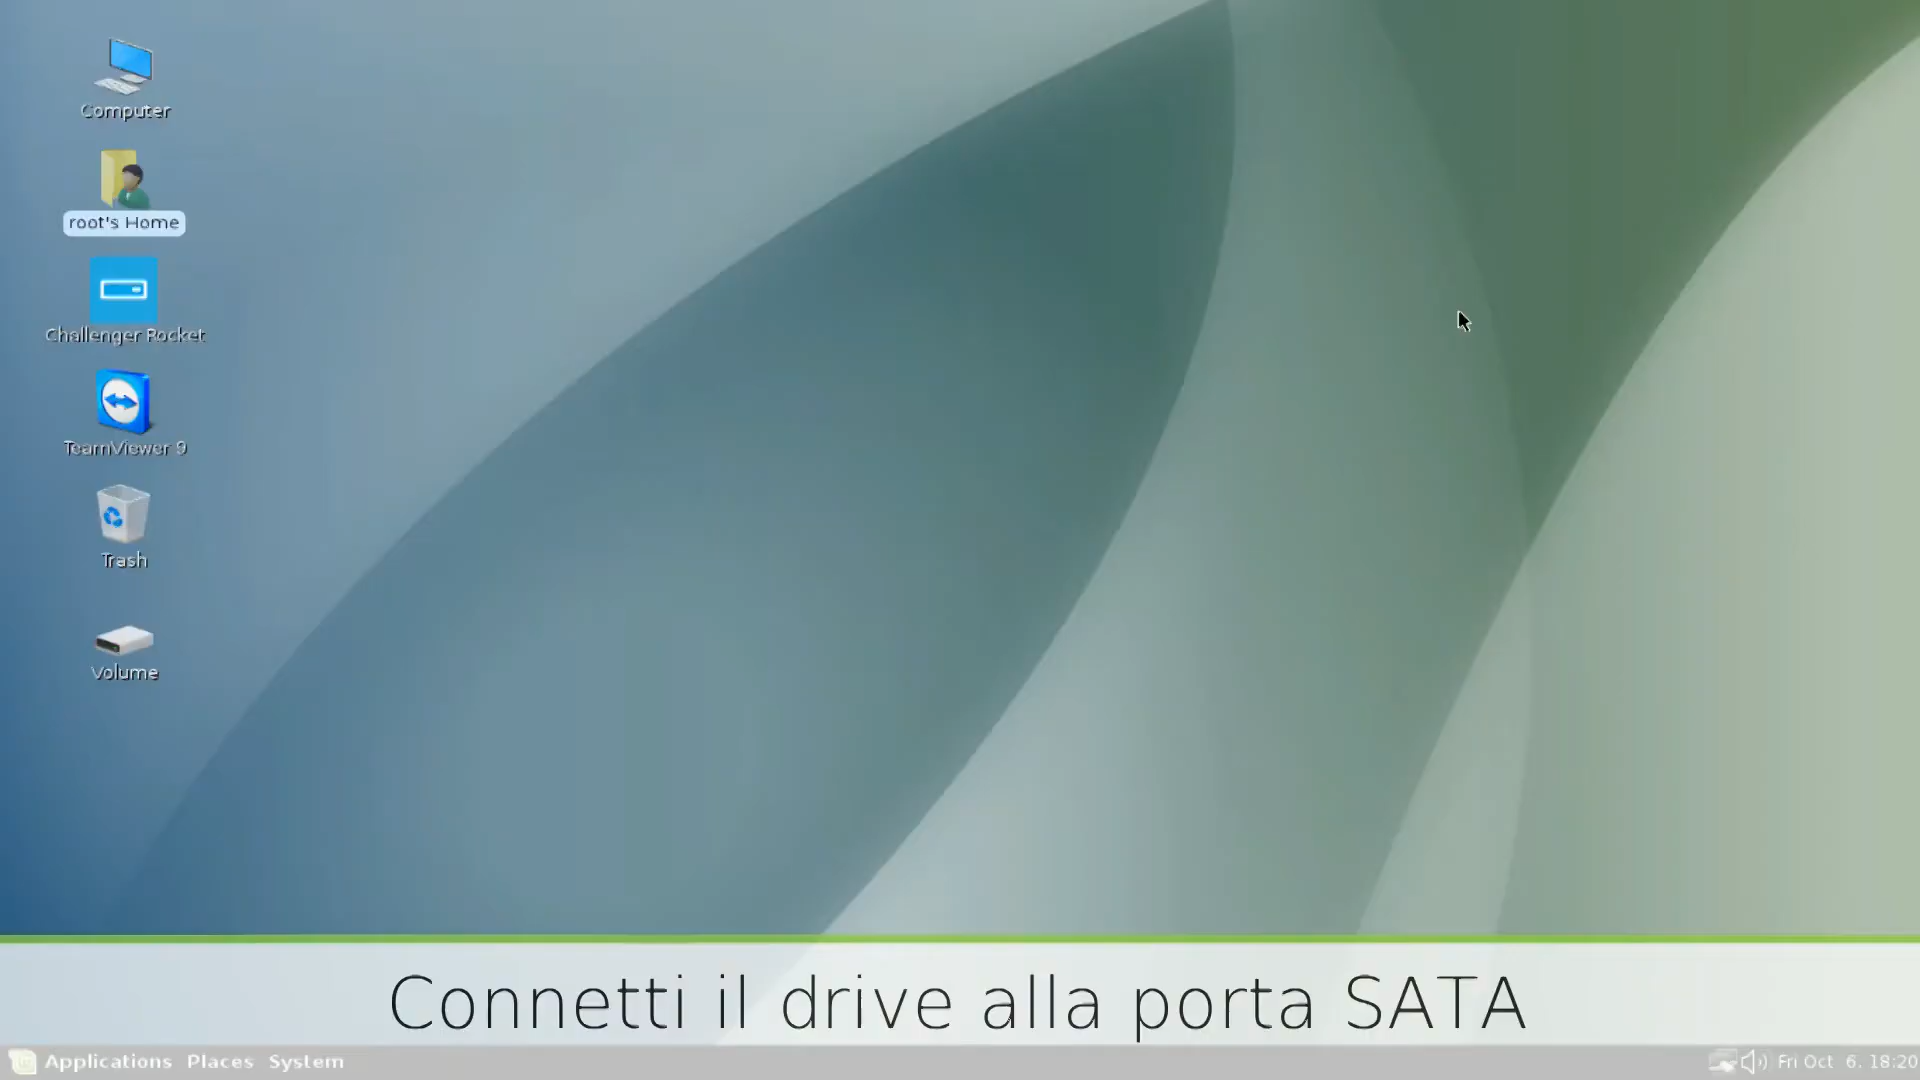 Computer
root's Home
Challenger Rocket
TeamViewer 9
Trash
Volume
Connetti il drive alla porta SATA
Applications Places System
Fri Oct 6, 18:20